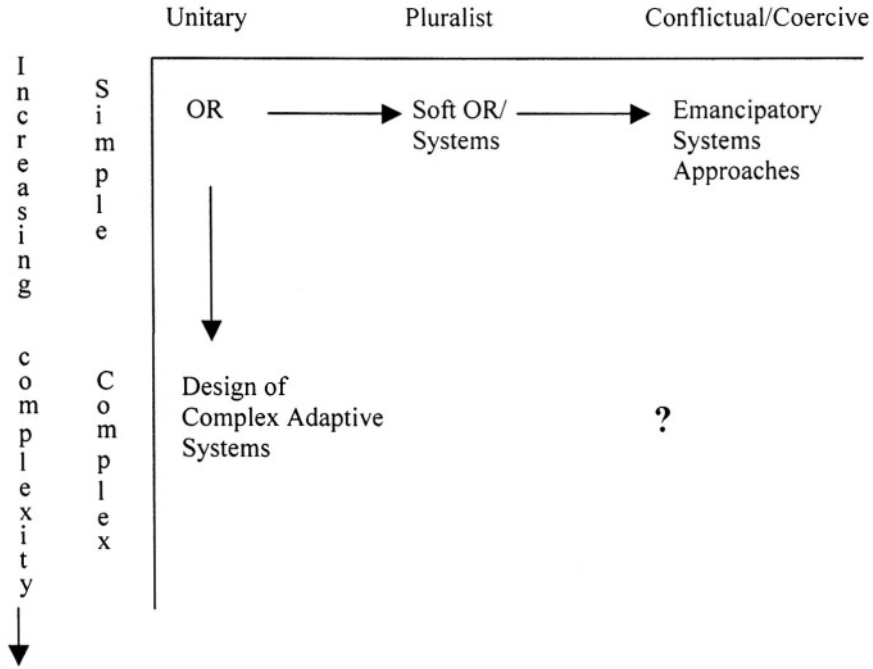 Unitary Pluralist Conflictual/Coercive
Increasing complexity
Simple
OR
Soft OR/
Systems
Emancipatory
Systems
Approaches
Complex
Design of
Complex Adaptive
Systems
?